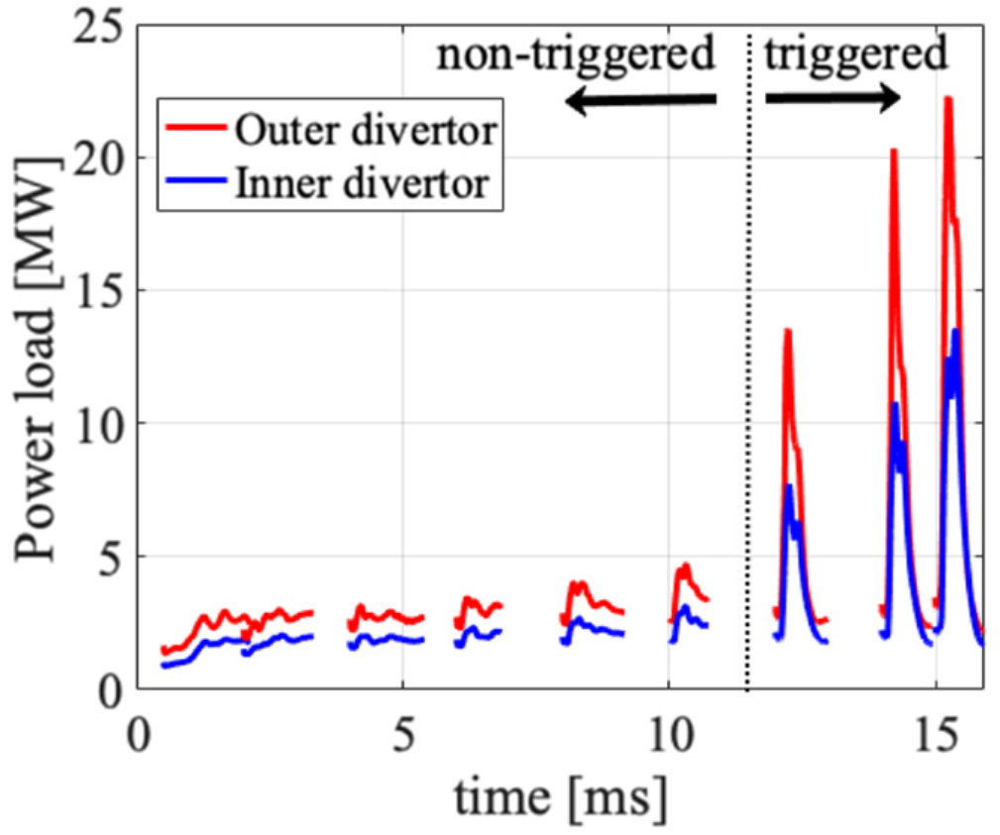 25
20
15
10
5
0
Power load [MW]
non-triggered
triggered
Outer divertor
Inner divertor
0
5
10
15
time [ms]